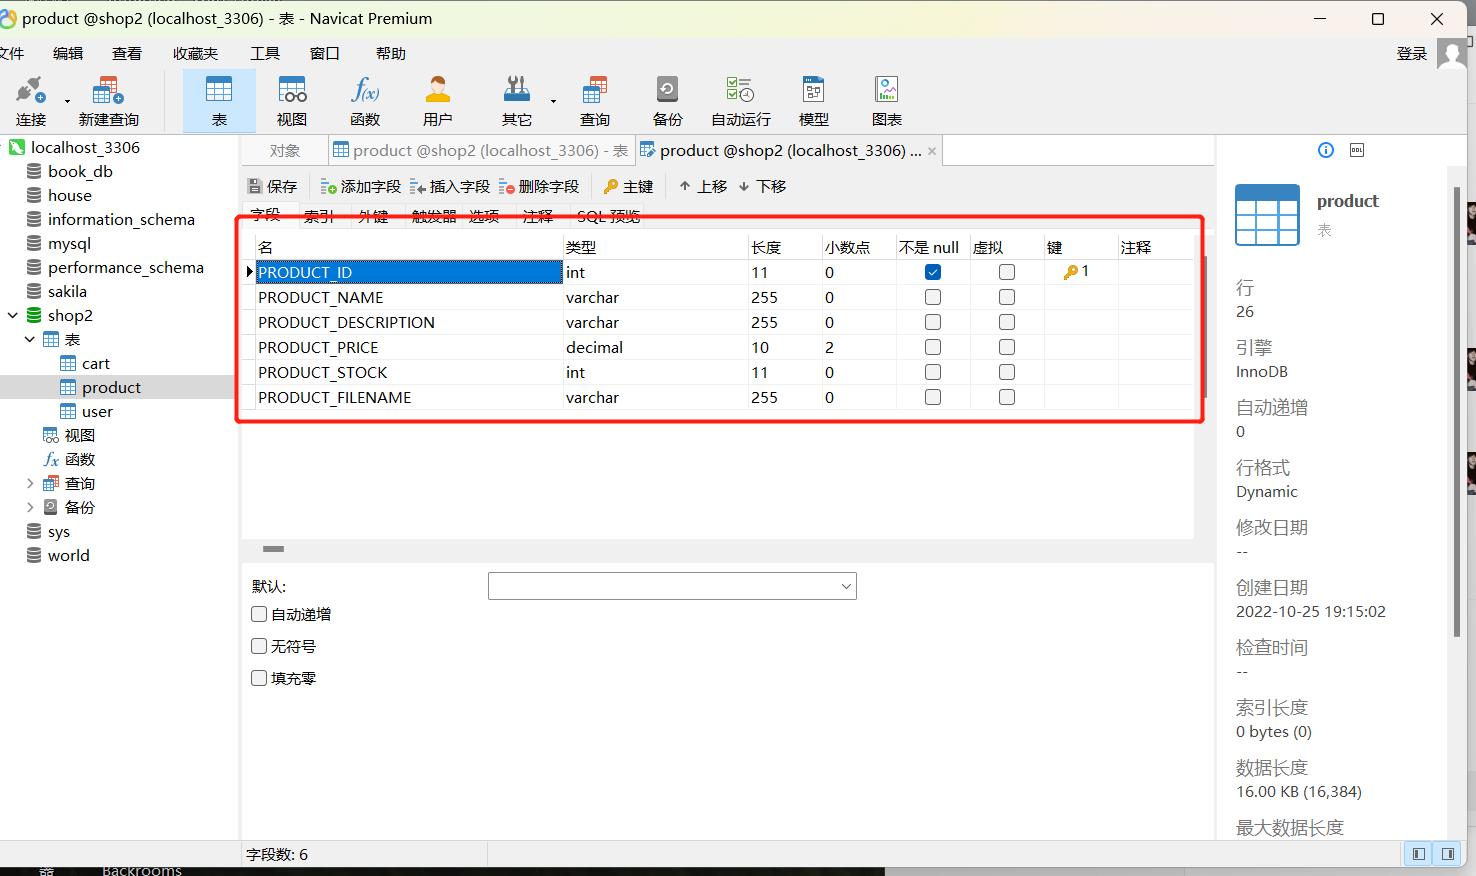 product @shop2 (localhost_3306) - 表 - Navicat Premium
文件 编辑 查看 收藏夹 工具 窗口 帮助 登录
连接 新建查询 表 视图 函数 用户 其它 查询 备份 自动运行 模型 图表
localhost_3306
book_db
house
information_schema
mysql
performance_schema
sakila
shop2
表
cart
product
user
视图
函数
查询
备份
sys
world
对象 product @shop2 (localhost_3306) - 表 product @shop2 (localhost_3306) ...
保存 添加字段 插入字段 删除字段 主键 上移 下移
字段 索引 外键 触发器 选项 注释 SQL 预览
名 类型 长度 小数点 不是 null 虚拟 键 注释
PRODUCT_ID int 11 0 1
PRODUCT_NAME varchar 255 0
PRODUCT_DESCRIPTION varchar 255 0
PRODUCT_PRICE decimal 10 2
PRODUCT_STOCK int 11 0
PRODUCT_FILENAME varchar 255 0
默认:
自动递增
无符号
填充零
字段数: 6
DDL
product
表
行
26
引擎
InnoDB
自动递增
0
行格式
Dynamic
修改日期
--
创建日期
2022-10-25 19:15:02
检查时间
--
索引长度
0 bytes (0)
数据长度
16.00 KB (16,384)
最大数据长度
Backrooms